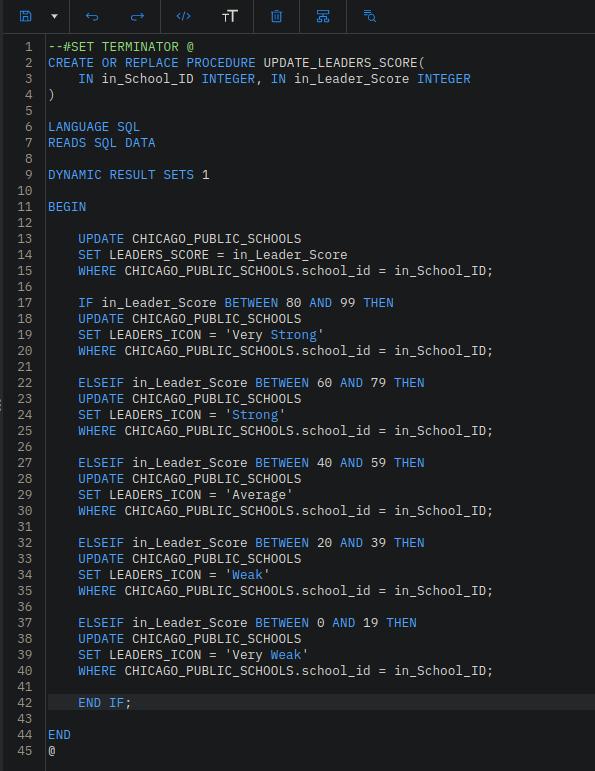 1 --#SET TERMINATOR @
2 CREATE OR REPLACE PROCEDURE UPDATE_LEADERS_SCORE(
3 IN in_School_ID INTEGER, IN in_Leader_Score INTEGER
4 )
5
6 LANGUAGE SQL
7 READS SQL DATA
8
9 DYNAMIC RESULT SETS 1
10
11 BEGIN
12
13 UPDATE CHICAGO_PUBLIC_SCHOOLS
14 SET LEADERS_SCORE = in_Leader_Score
15 WHERE CHICAGO_PUBLIC_SCHOOLS.school_id = in_School_ID;
16
17 IF in_Leader_Score BETWEEN 80 AND 99 THEN
18 UPDATE CHICAGO_PUBLIC_SCHOOLS
19 SET LEADERS_ICON = 'Very Strong'
20 WHERE CHICAGO_PUBLIC_SCHOOLS.school_id = in_School_ID;
21
22 ELSEIF in_Leader_Score BETWEEN 60 AND 79 THEN
23 UPDATE CHICAGO_PUBLIC_SCHOOLS
24 SET LEADERS_ICON = 'Strong'
25 WHERE CHICAGO_PUBLIC_SCHOOLS.school_id = in_School_ID;
26
27 ELSEIF in_Leader_Score BETWEEN 40 AND 59 THEN
28 UPDATE CHICAGO_PUBLIC_SCHOOLS
29 SET LEADERS_ICON = 'Average'
30 WHERE CHICAGO_PUBLIC_SCHOOLS.school_id = in_School_ID;
31
32 ELSEIF in_Leader_Score BETWEEN 20 AND 39 THEN
33 UPDATE CHICAGO_PUBLIC_SCHOOLS
34 SET LEADERS_ICON = 'Weak'
35 WHERE CHICAGO_PUBLIC_SCHOOLS.school_id = in_School_ID;
36
37 ELSEIF in_Leader_Score BETWEEN 0 AND 19 THEN
38 UPDATE CHICAGO_PUBLIC_SCHOOLS
39 SET LEADERS_ICON = 'Very Weak'
40 WHERE CHICAGO_PUBLIC_SCHOOLS.school_id = in_School_ID;
41
42 END IF;
43
44 END
45 @